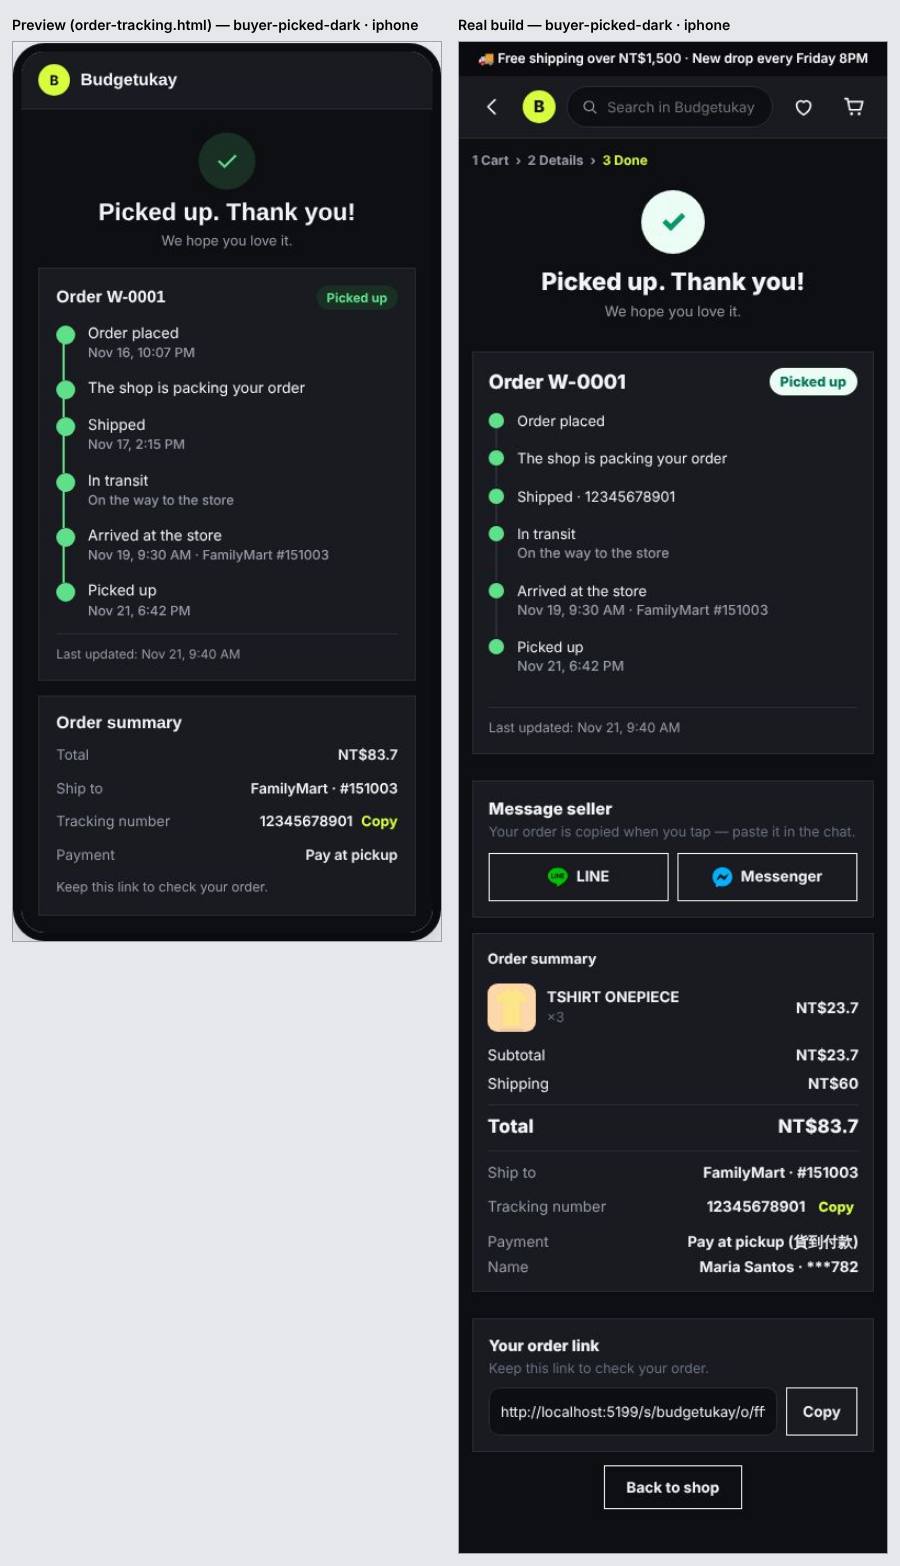 Preview (order-tracking.html) — buyer-picked-dark · iphone
B Budgetukay
Picked up. Thank you!
We hope you love it.
Order W-0001 Picked up
Order placed
Nov 16, 10:07 PM
The shop is packing your order
Shipped
Nov 17, 2:15 PM
In transit
On the way to the store
Arrived at the store
Nov 19, 9:30 AM · FamilyMart #151003
Picked up
Nov 21, 6:42 PM
Last updated: Nov 21, 9:40 AM
Order summary
Total NT$83.7
Ship to FamilyMart · #151003
Tracking number 12345678901 Copy
Payment Pay at pickup
Keep this link to check your order.
Real build — buyer-picked-dark · iphone
🚚 Free shipping over NT$1,500 · New drop every Friday 8PM
B Search in Budgetukay
1 Cart › 2 Details › 3 Done
Picked up. Thank you!
We hope you love it.
Order W-0001 Picked up
Order placed
The shop is packing your order
Shipped · 12345678901
In transit
On the way to the store
Arrived at the store
Nov 19, 9:30 AM · FamilyMart #151003
Picked up
Nov 21, 6:42 PM
Last updated: Nov 21, 9:40 AM
Message seller
Your order is copied when you tap — paste it in the chat.
LINE LINE Messenger
Order summary
TSHIRT ONEPIECE NT$23.7
×3
Subtotal NT$23.7
Shipping NT$60
Total NT$83.7
Ship to FamilyMart · #151003
Tracking number 12345678901 Copy
Payment Pay at pickup (貨到付款)
Name Maria Santos · ***782
Your order link
Keep this link to check your order.
http://localhost:5199/s/budgetukay/o/ff Copy
Back to shop